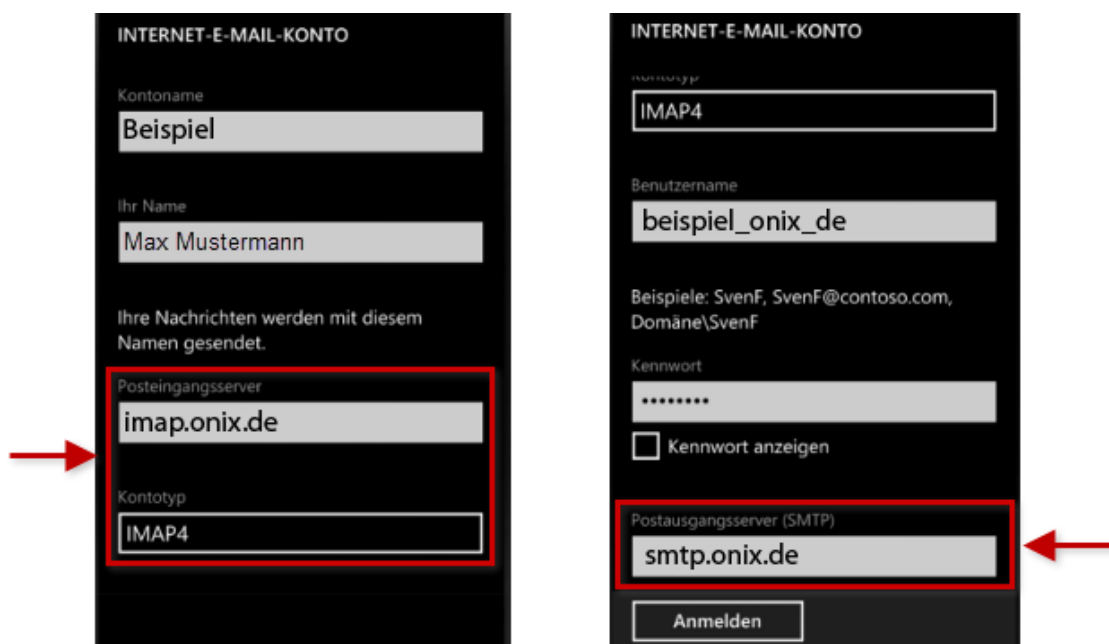 INTERNET-E-MAIL-KONTO
Kontoname
Beispiel
Ihr Name
Max Mustermann
Ihre Nachrichten werden mit diesem
Namen gesendet.
Posteingangsserver
imap.onix.de
Kontotyp
IMAP4
INTERNET-E-MAIL-KONTO
Kontotyp
IMAP4
Benutzername
beispiel_onix_de
Beispiele: SvenF, SvenF@contoso.com,
Domäne\SvenF
Kennwort
••••••••
Kennwort anzeigen
Postausgangsserver (SMTP)
smtp.onix.de
Anmelden